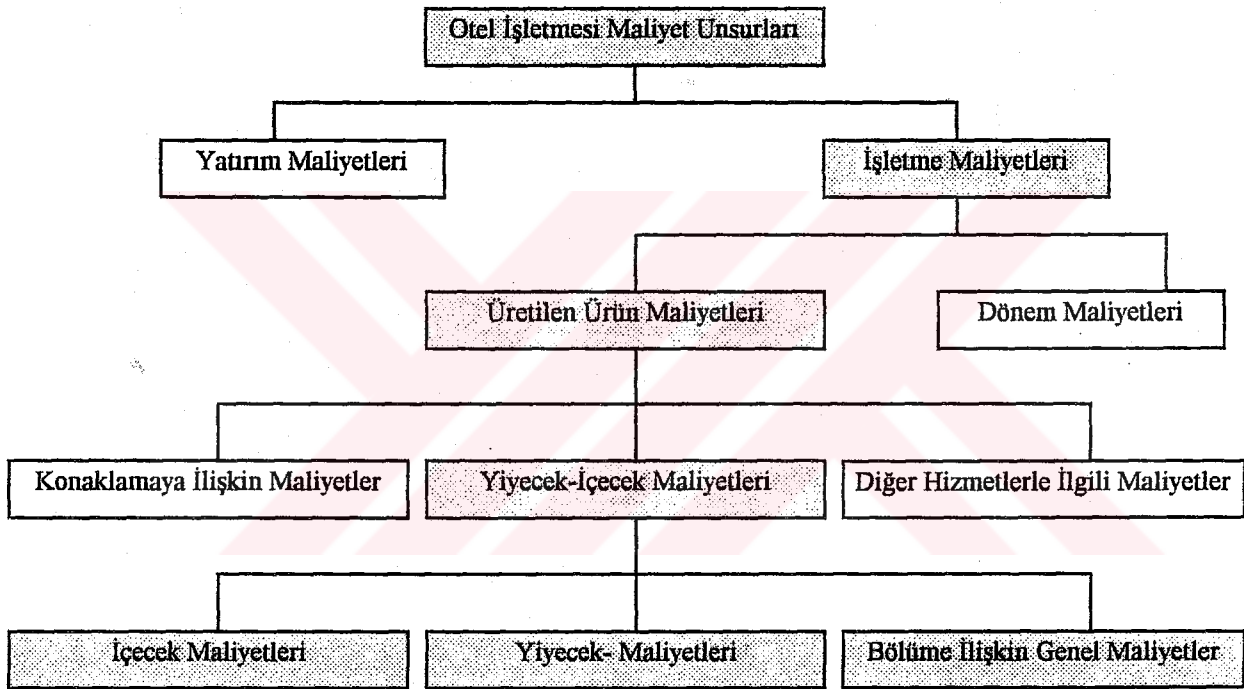 Otel İşletmesi Maliyet Unsurları
Yatırım Maliyetleri
İşletme Maliyetleri
Üretilen Ürün Maliyetleri
Dönem Maliyetleri
Konaklamaya İlişkin Maliyetler
Yiyecek-İçecek Maliyetleri
Diğer Hizmetlerle İlgili Maliyetler
İçecek Maliyetleri
Yiyecek- Maliyetleri
Bölüme İlişkin Genel Maliyetler